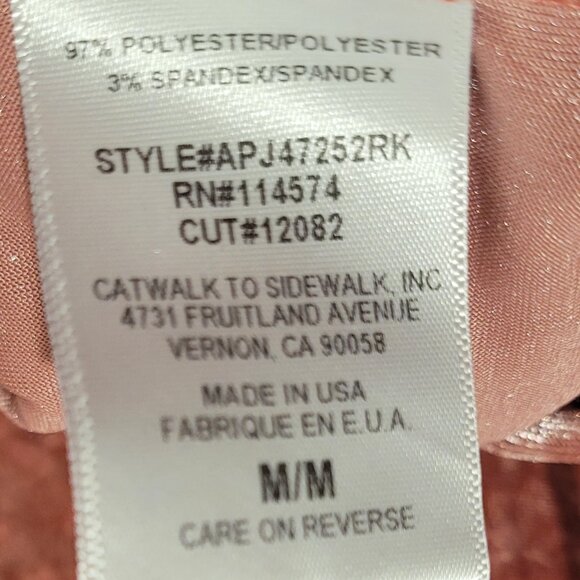 97% POLYESTER/POLYESTER
3% SPANDEX/SPANDEX
STYLE#APJ47252RK
RN#114574
CUT#12082
CATWALK TO SIDEWALK, INC
4731 FRUITLAND AVENUE
VERNON, CA 90058
MADE IN USA
FABRIQUE EN E.U.A.
M/M
CARE ON REVERSE